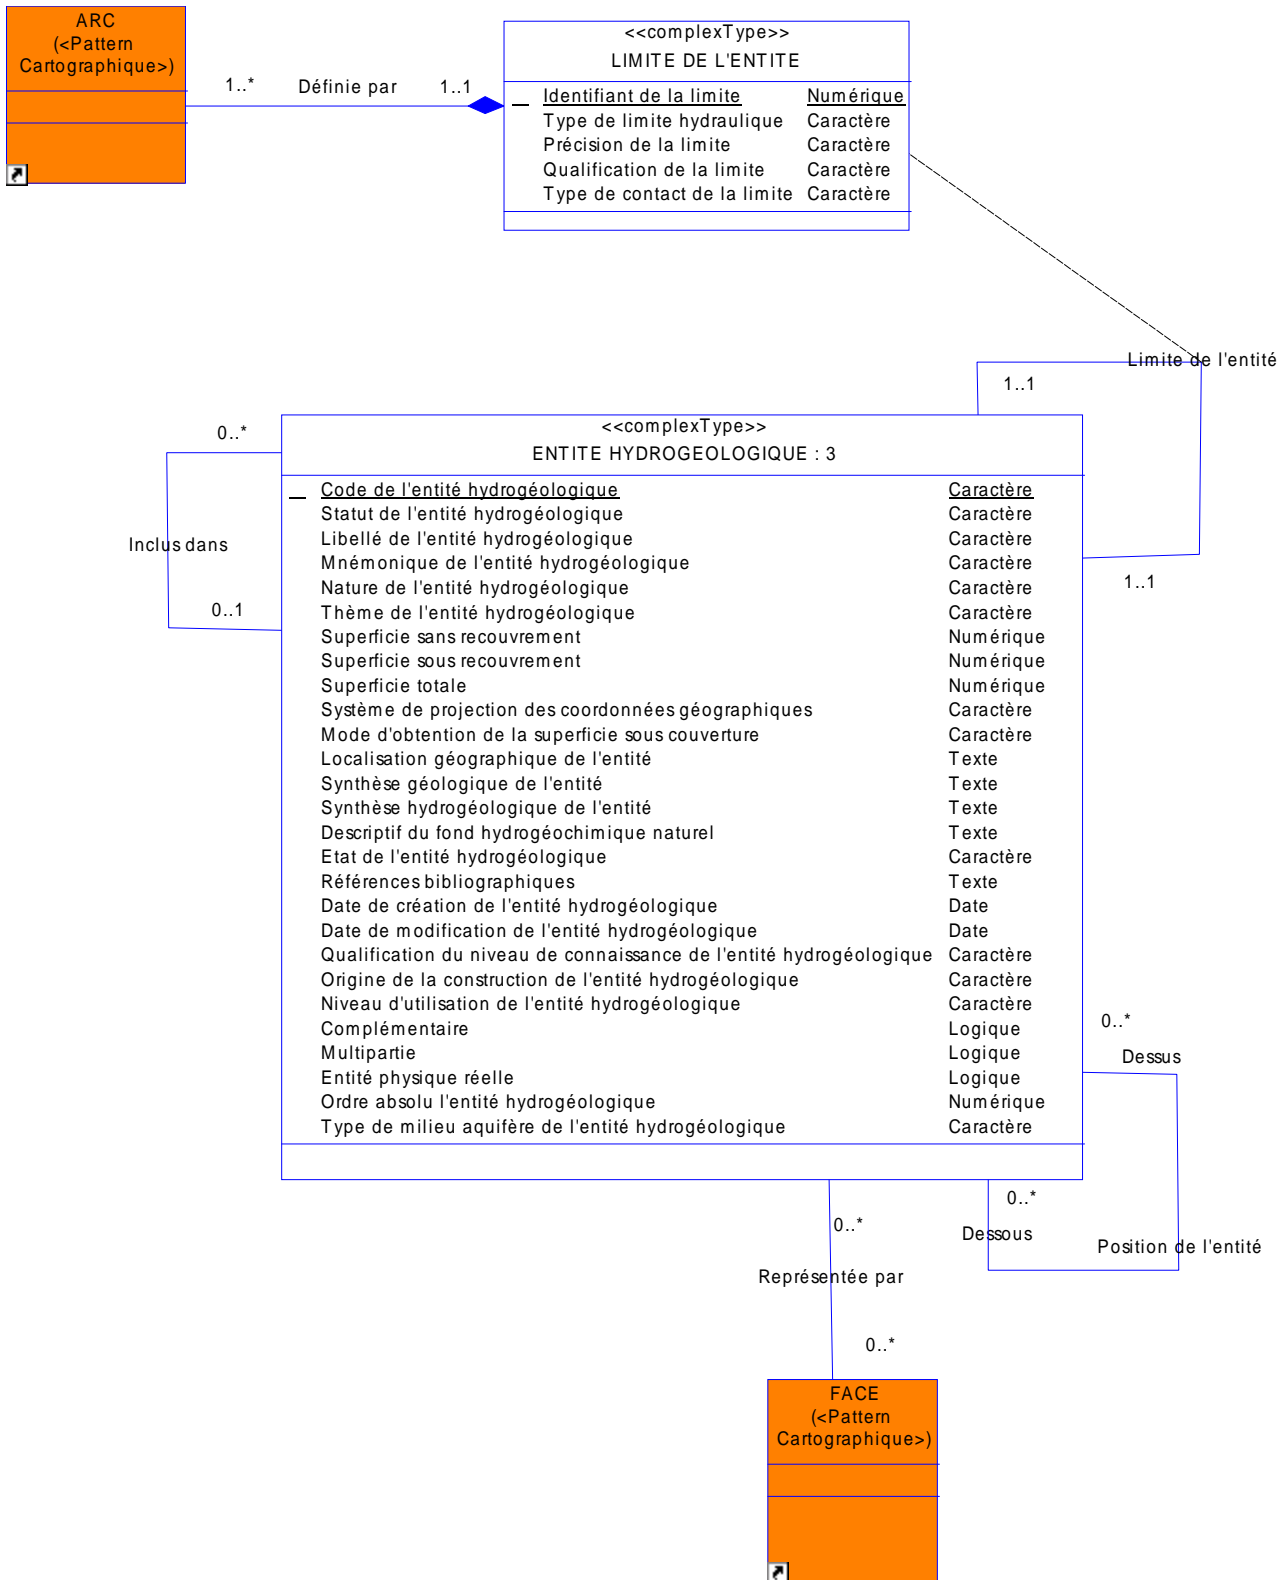 ARC
(<Pattern
Cartographique>)
1..* Définie par 1..1
<<complexType>>
LIMITE DE L'ENTITE
Identifiant de la limite Numérique
Type de limite hydraulique Caractère
Précision de la limite Caractère
Qualification de la limite Caractère
Type de contact de la limite Caractère
Limite de l'entité
1..1
1..1
0..*
Inclus dans
0..1
<<complexType>>
ENTITE HYDROGEOLOGIQUE : 3
Code de l'entité hydrogéologique Caractère
Statut de l'entité hydrogéologique Caractère
Libellé de l'entité hydrogéologique Caractère
Mnémonique de l'entité hydrogéologique Caractère
Nature de l'entité hydrogéologique Caractère
Thème de l'entité hydrogéologique Caractère
Superficie sans recouvrement Numérique
Superficie sous recouvrement Numérique
Superficie totale Numérique
Système de projection des coordonnées géographiques Caractère
Mode d'obtention de la superficie sous couverture Caractère
Localisation géographique de l'entité Texte
Synthèse géologique de l'entité Texte
Synthèse hydrogéologique de l'entité Texte
Descriptif du fond hydrogéochimique naturel Texte
Etat de l'entité hydrogéologique Caractère
Références bibliographiques Texte
Date de création de l'entité hydrogéologique Date
Date de modification de l'entité hydrogéologique Date
Qualification du niveau de connaissance de l'entité hydrogéologique Caractère
Origine de la construction de l'entité hydrogéologique Caractère
Niveau d'utilisation de l'entité hydrogéologique Caractère
Complémentaire Logique
Multipartie Logique
Entité physique réelle Logique
Ordre absolu l'entité hydrogéologique Numérique
Type de milieu aquifère de l'entité hydrogéologique Caractère
0..*
Dessus
0..*
Dessous
Position de l'entité
0..*
Représentée par
0..*
FACE
(<Pattern
Cartographique>)